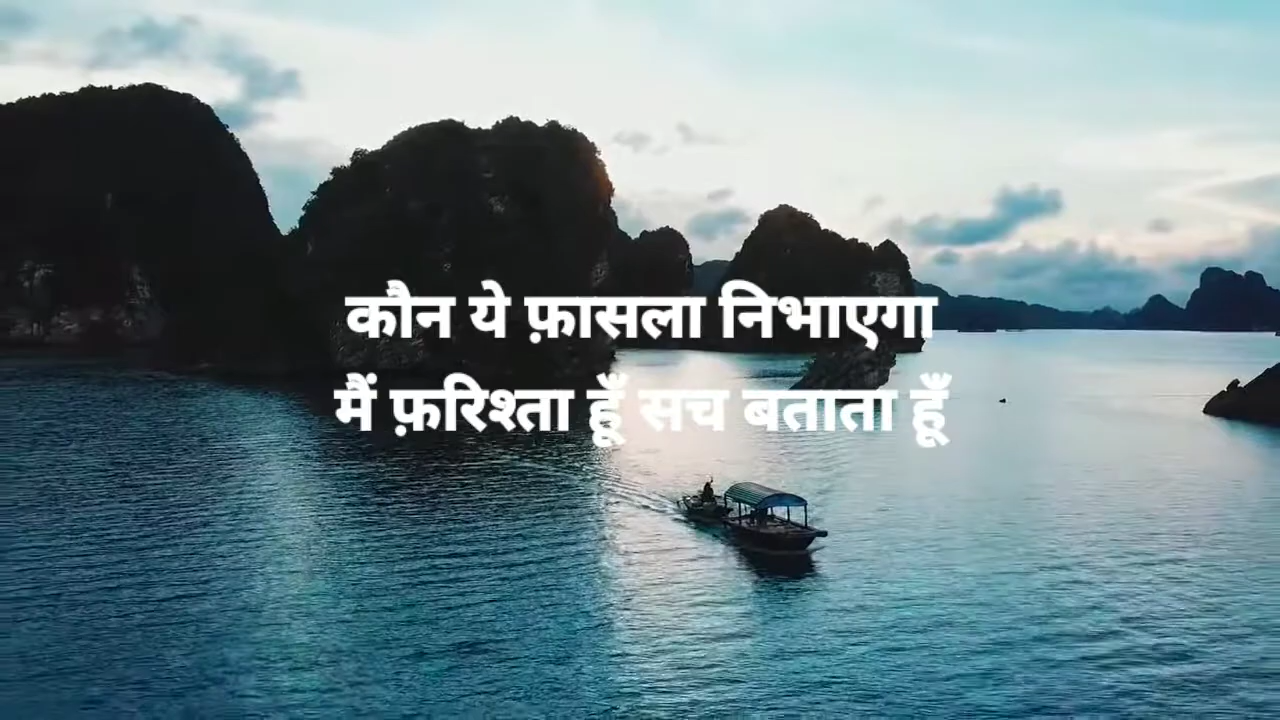 कौन ये फ़ासला निभाएगा
मैं फ़रिश्ता हूँ सच बताता हूँ